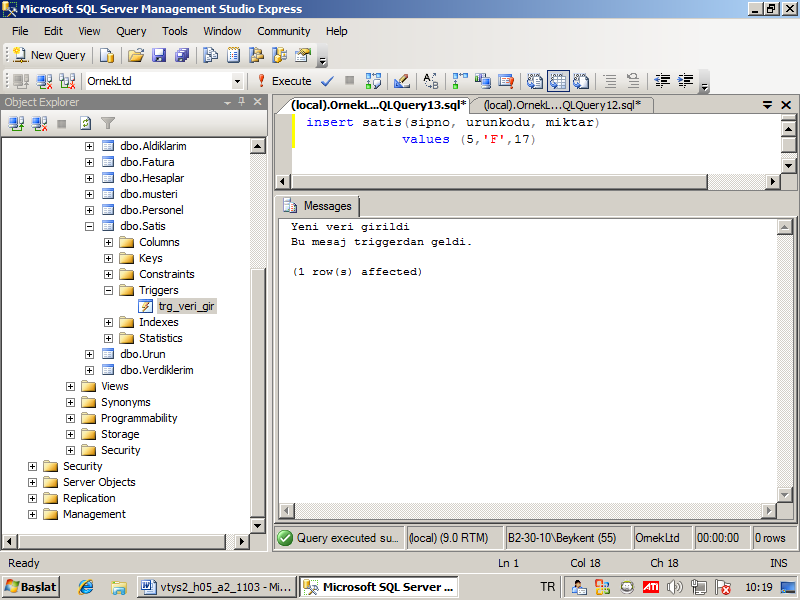 Microsoft SQL Server Management Studio Express
File Edit View Query Tools Window Community Help
New Query
OrnekLtd Execute
Object Explorer
(local).OrnekL...QLQuery13.sql* (local).OrnekL...QLQuery12.sql*
insert satis(sipno, urunkodu, miktar)
values (5,'F',17)
dbo.Aldiklarim
dbo.Fatura
dbo.Hesaplar
dbo.musteri
dbo.Personel
dbo.Satis
Columns
Keys
Constraints
Triggers
trg_veri_gir
Indexes
Statistics
dbo.Urun
dbo.Verdiklerim
Views
Synonyms
Programmability
Storage
Security
Security
Server Objects
Replication
Management
Messages
Yeni veri girildi
Bu mesaj triggerdan geldi.
(1 row(s) affected)
Query executed su... (local) (9.0 RTM) B2-30-10\Beykent (55) OrnekLtd 00:00:00 0 rows
Ready Ln 1 Col 18 Ch 18 INS
Başlat vtys2_h05_a2_1103 - Mi... Microsoft SQL Server ... TR ATI 10:19